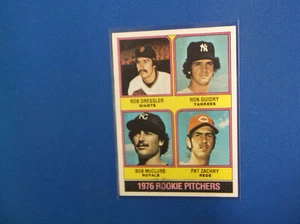 ROB DRESSLER
GIANTS
RON GUIDRY
YANKEES
BOB McCLURE
ROYALS
PAT ZACHRY
REDS
1976 ROOKIE PITCHERS